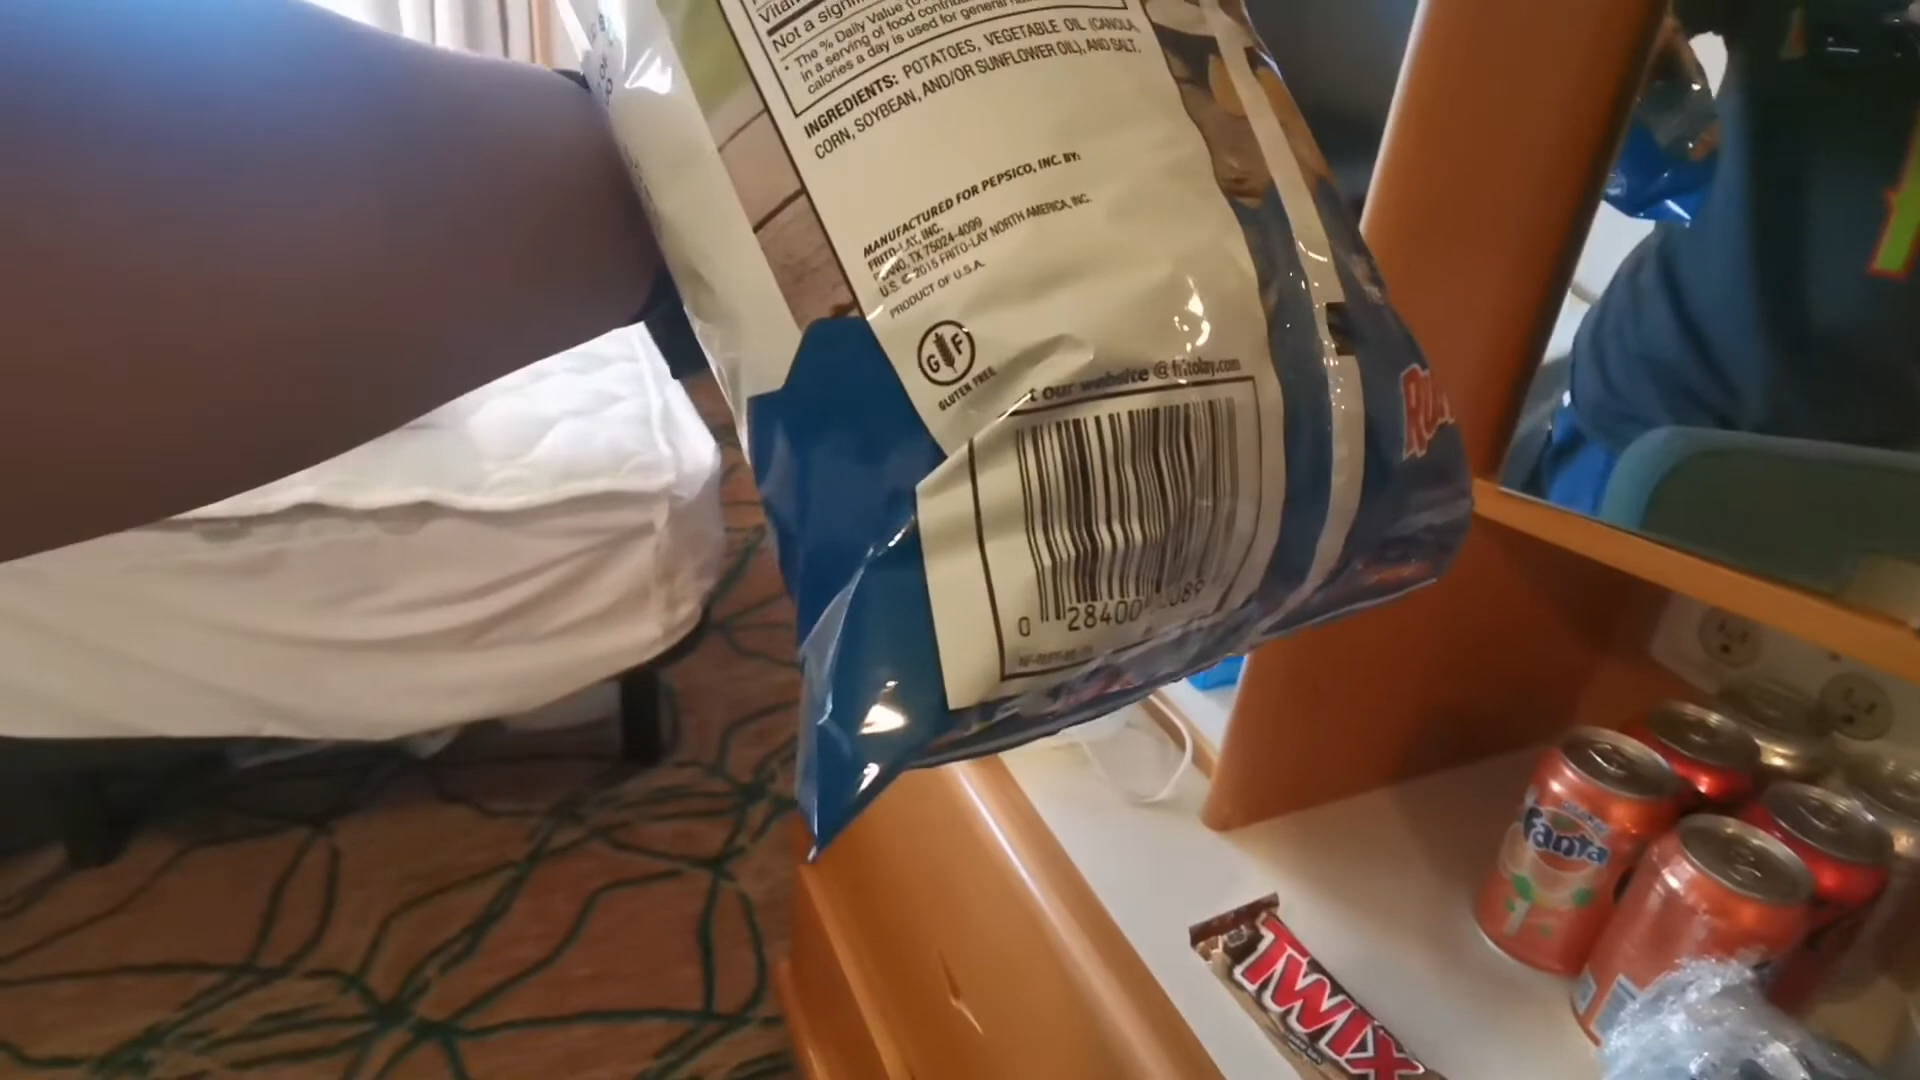 Not a
* The % Daily Value
in a serving of food
calories a day is used for general
INGREDIENTS: POTATOES, VEGETABLE OIL (CANOLA,
CORN, SOYBEAN, AND/OR SUNFLOWER OIL), AND SALT.
MANUFACTURED FOR PEPSICO, INC. BY:
FRITO-LAY, INC.
PLANO, TX 75024-4099
U.S. © 2015 FRITO-LAY NORTH AMERICA, INC.
PRODUCT OF U.S.A.
G F
GLUTEN FREE
our website @ fritolay.com
0 28400
Fanta
TWIX